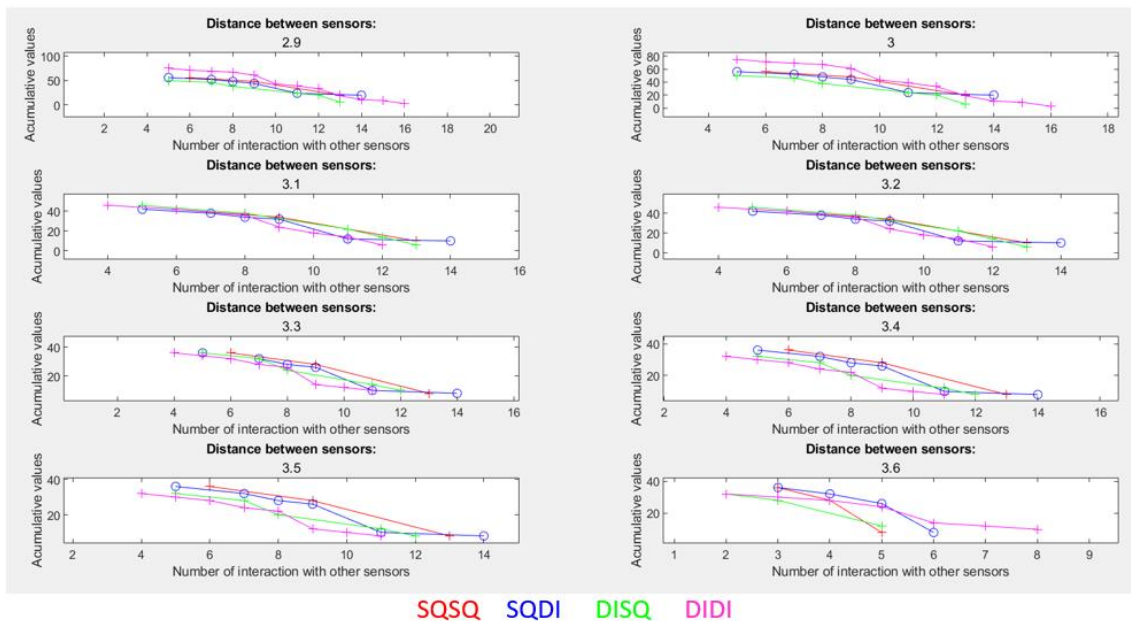 Distance between sensors:
2.9
Acumulative values
100
50
0
2 4 6 8 10 12 14 16 18 20
Number of interaction with other sensors
Distance between sensors:
3
Acumulative values
80
60
40
20
0
4 6 8 10 12 14 16 18
Number of interaction with other sensors
Distance between sensors:
3.1
Acumulative values
40
20
0
4 6 8 10 12 14 16
Number of interaction with other sensors
Distance between sensors:
3.2
Acumulative values
40
20
0
4 6 8 10 12 14
Number of interaction with other sensors
Distance between sensors:
3.3
Acumulative values
40
20
2 4 6 8 10 12 14 16
Number of interaction with other sensors
Distance between sensors:
3.4
Acumulative values
40
20
2 4 6 8 10 12 14 16
Number of interaction with other sensors
Distance between sensors:
3.5
Acumulative values
40
20
2 4 6 8 10 12 14
Number of interaction with other sensors
Distance between sensors:
3.6
Acumulative values
40
20
1 2 3 4 5 6 7 8 9
Number of interaction with other sensors
SQSQ SQDI DISQ DIDI